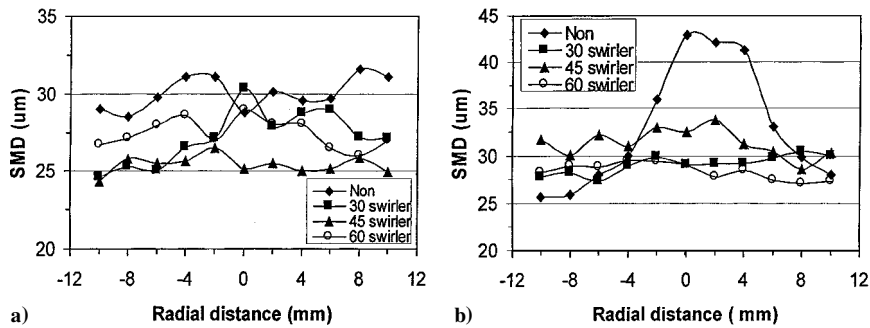 40
35
30
25
20
SMD (um)
Non
30 swirler
45 swirler
60 swirler
-12 -8 -4 0 4 8 12
a) Radial distance (mm)
45
40
35
30
25
20
SMD (um)
Non
30 swirler
45 swirler
60 swirler
-12 -8 -4 0 4 8 12
b) Radial distance ( mm)